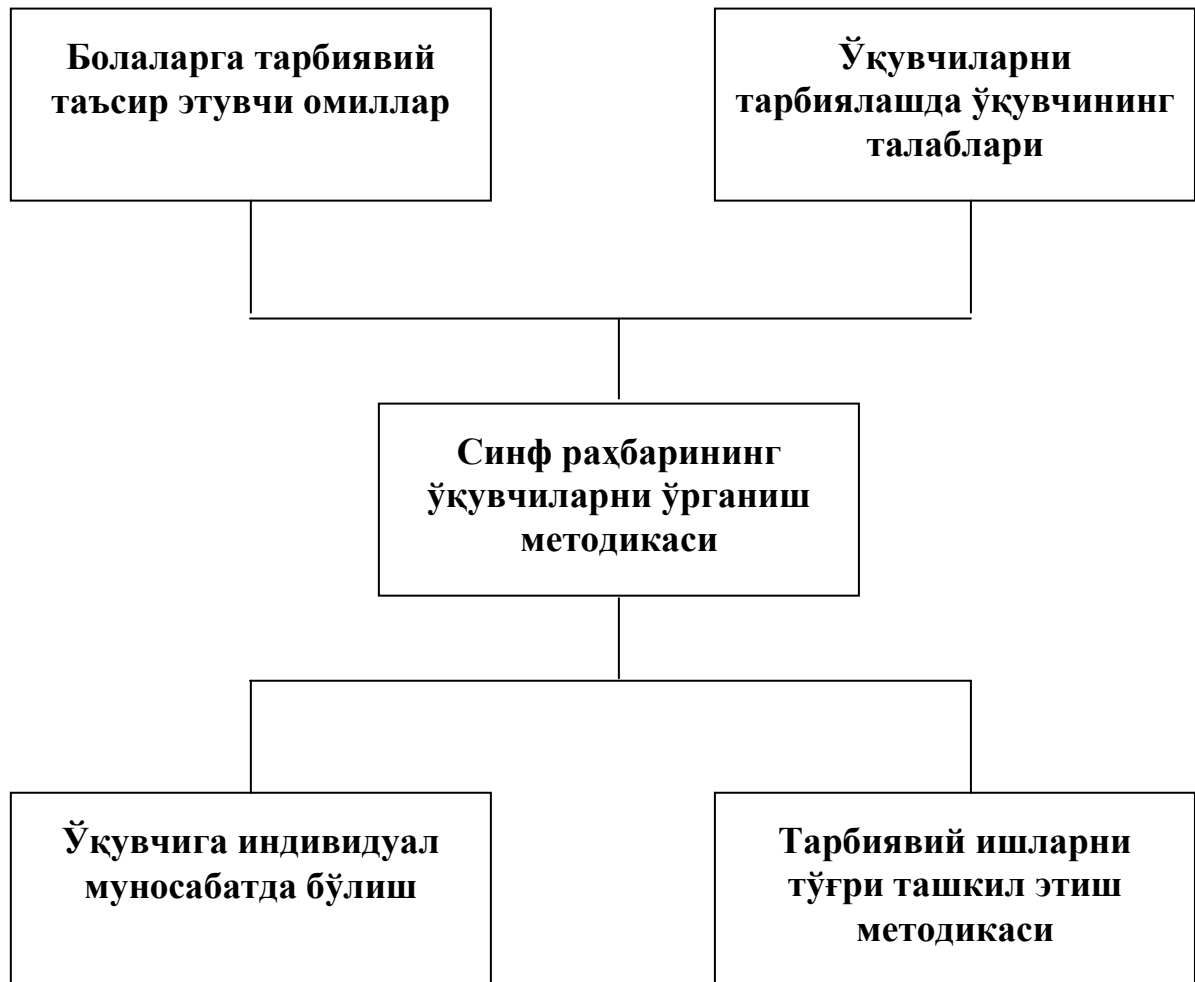 Болаларга тарбиявий
таъсир этувчи омиллар
Ўқувчиларни
тарбиялашда ўқувчининг
талаблари
Синф раҳбарининг
ўқувчиларни ўрганиш
методикаси
Ўқувчига индивидуал
муносабатда бўлиш
Тарбиявий ишларни
тўғри ташкил этиш
методикаси